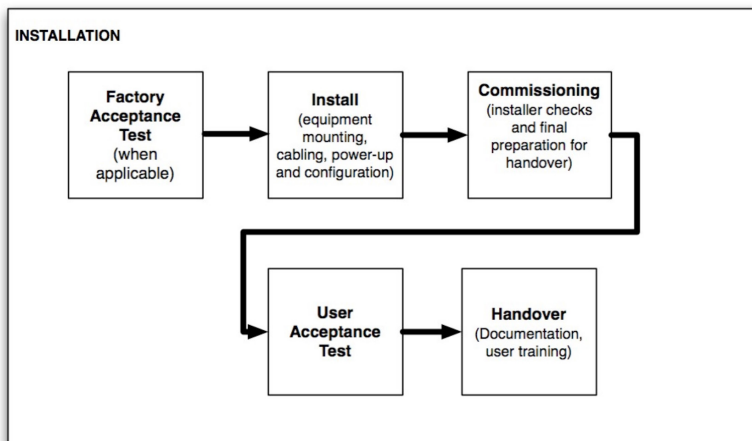 INSTALLATION
Factory
Acceptance
Test
(when
applicable)
Install
(equipment
mounting,
cabling, power-up
and configuration)
Commissioning
(installer checks
and final
preparation for
handover)
User
Acceptance
Test
Handover
(Documentation,
user training)